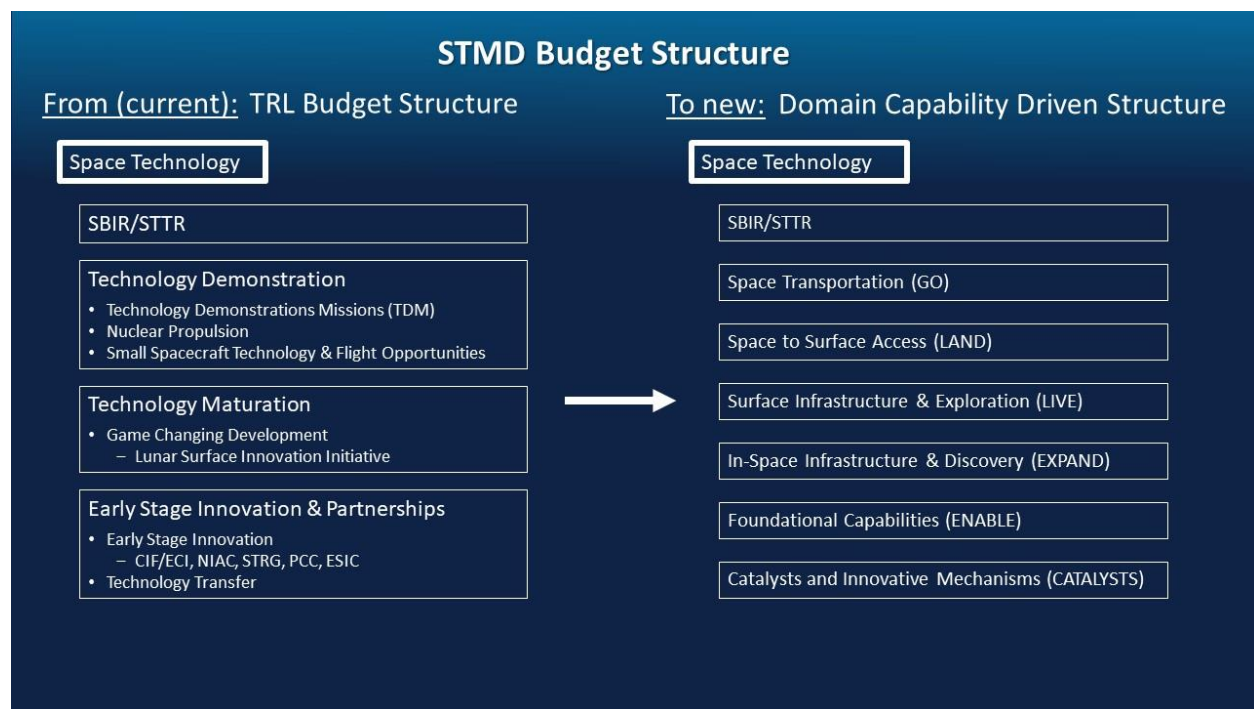 STMD Budget Structure
From (current): TRL Budget Structure
Space Technology
SBIR/STTR
Technology Demonstration
• Technology Demonstrations Missions (TDM)
• Nuclear Propulsion
• Small Spacecraft Technology & Flight Opportunities
Technology Maturation
• Game Changing Development
– Lunar Surface Innovation Initiative
Early Stage Innovation & Partnerships
• Early Stage Innovation
– CIF/ECI, NIAC, STRG, PCC, ESIC
• Technology Transfer
To new: Domain Capability Driven Structure
Space Technology
SBIR/STTR
Space Transportation (GO)
Space to Surface Access (LAND)
Surface Infrastructure & Exploration (LIVE)
In-Space Infrastructure & Discovery (EXPAND)
Foundational Capabilities (ENABLE)
Catalysts and Innovative Mechanisms (CATALYSTS)